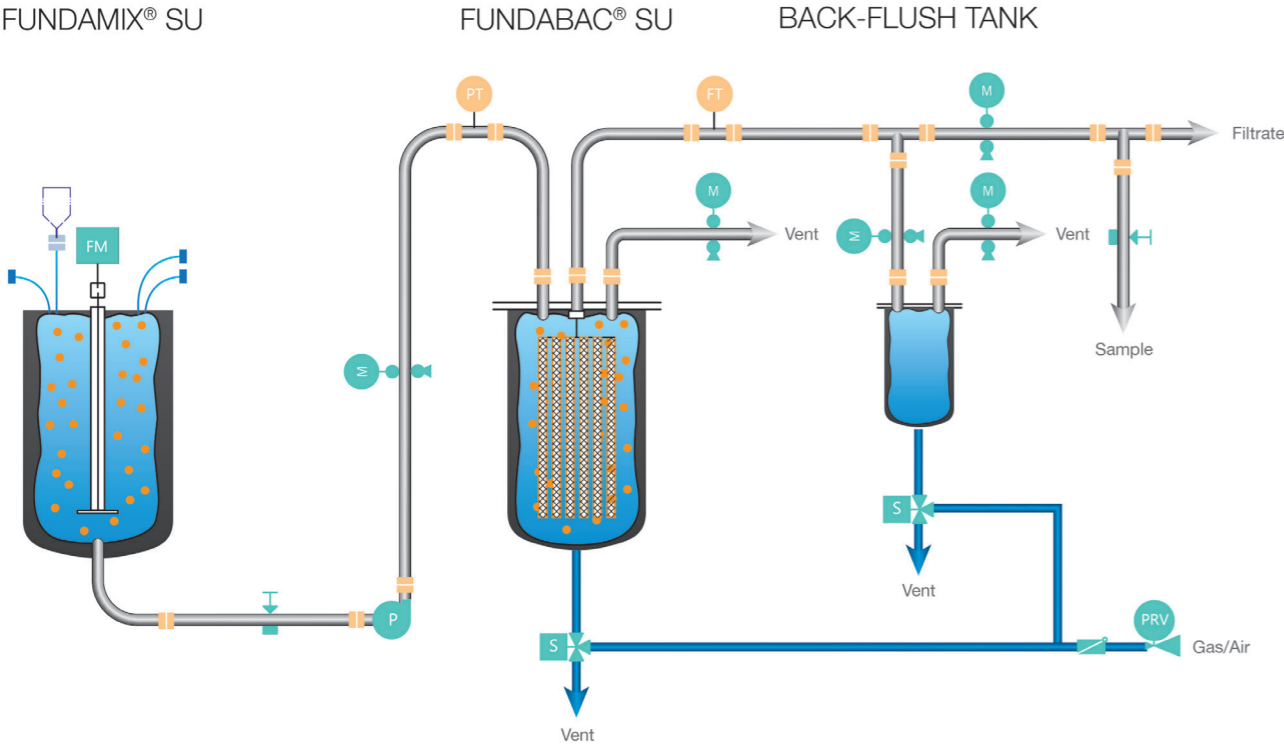 FUNDAMIX® SU
FUNDABAC® SU
BACK-FLUSH TANK
PT
FT
M
Filtrate
M
Vent
M
Vent
M
FM
Sample
M
S
Vent
P
S
PRV
Gas/Air
Vent